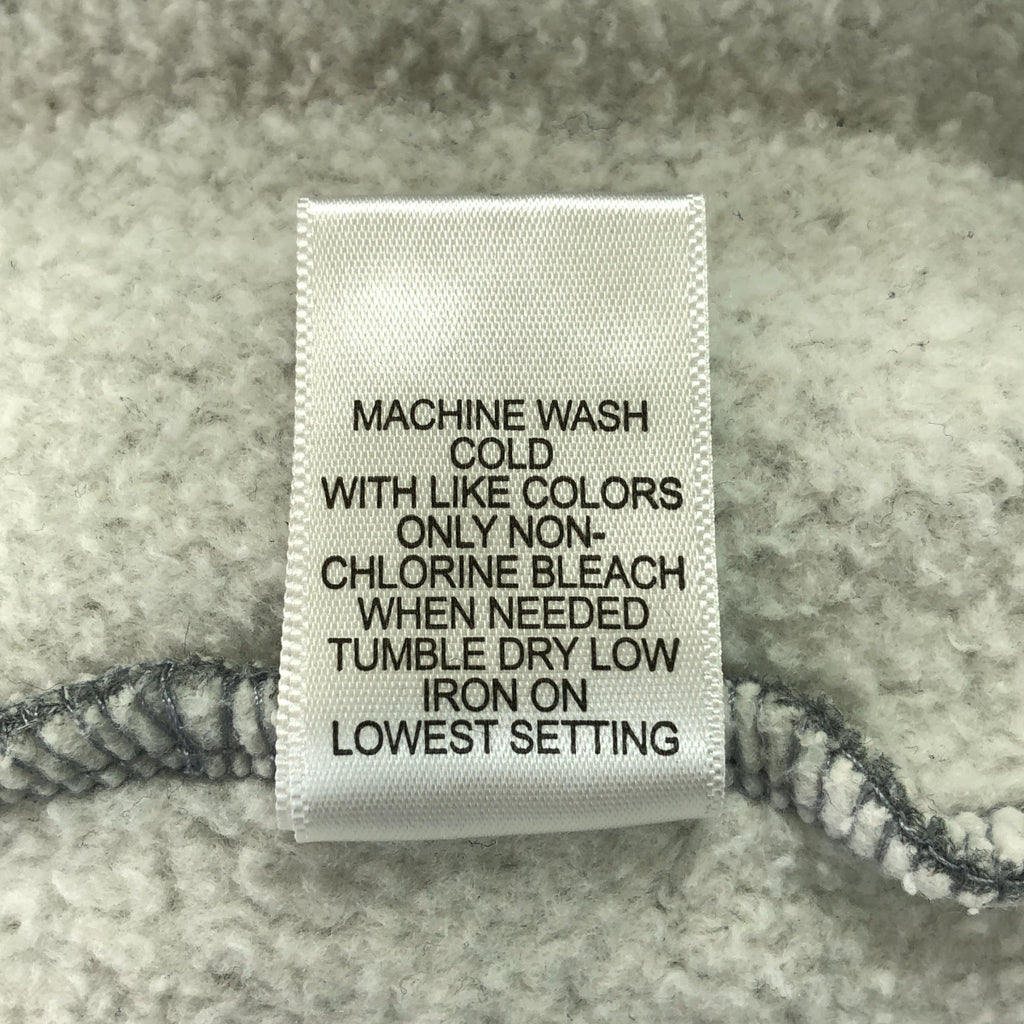 MACHINE WASH
COLD
WITH LIKE COLORS
ONLY NON-
CHLORINE BLEACH
WHEN NEEDED
TUMBLE DRY LOW
IRON ON
LOWEST SETTING